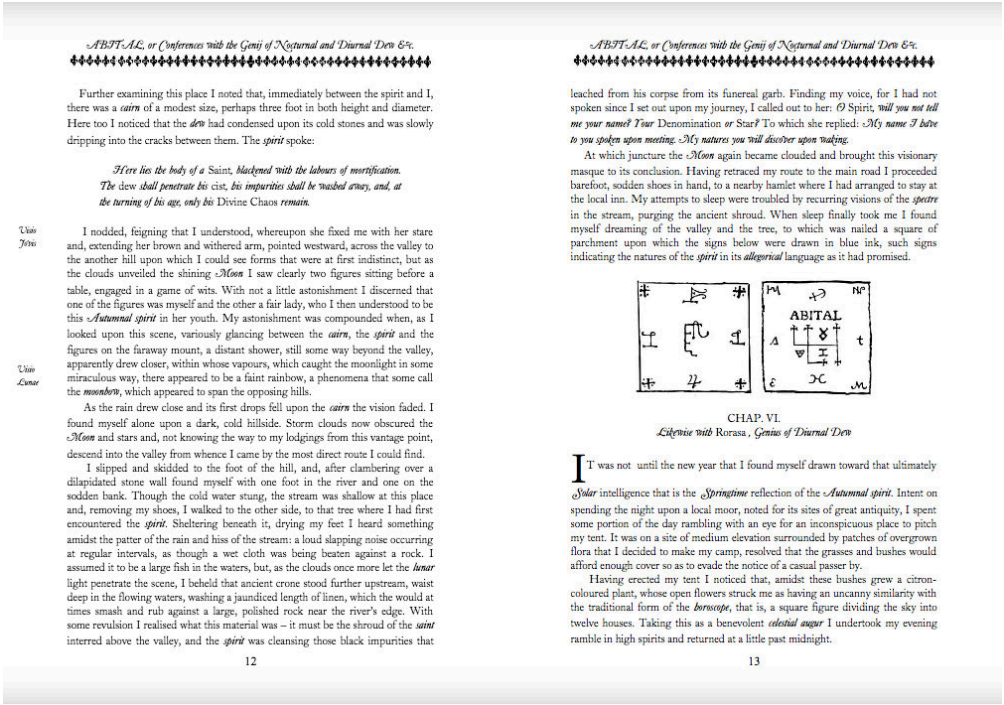 ABITAL, or Conferences with the Genij of Nocturnal and Diurnal Dew &c.
Further examining this place I noted that, immediately between the spirit and I,
there was a cairn of a modest size, perhaps three foot in both height and diameter.
Here too I noticed that the dew had condensed upon its cold stones and was slowly
dripping into the cracks between them. The spirit spoke:
Here lies the body of a Saint, blackened with the labours of mortification.
The dew shall penetrate his cist, his impurities shall be washed away, and, at
the turning of his age, only his Divine Chaos remain.
Visio
Jovis
I nodded, feigning that I understood, whereupon she fixed me with her stare
and, extending her brown and withered arm, pointed westward, across the valley to
the another hill upon which I could see forms that were at first indistinct, but as
the clouds unveiled the shining Moon I saw clearly two figures sitting before a
table, engaged in a game of wits. With not a little astonishment I discerned that
one of the figures was myself and the other a fair lady, who I then understood to be
this Autumnal spirit in her youth. My astonishment was compounded when, as I
looked upon this scene, variously glancing between the cairn, the spirit and the
figures on the faraway mount, a distant shower, still some way beyond the valley,
Visio
Lunar
apparently drew closer, within whose vapours, which caught the moonlight in some
miraculous way, there appeared to be a faint rainbow, a phenomena that some call
the moonbow, which appeared to span the opposing hills.
As the rain drew close and its first drops fell upon the cairn the vision faded. I
found myself alone upon a dark, cold hillside. Storm clouds now obscured the
Moon and stars and, not knowing the way to my lodgings from this vantage point,
descend into the valley from whence I came by the most direct route I could find.
I slipped and skidded to the foot of the hill, and, after clambering over a
dilapidated stone wall found myself with one foot in the river and one on the
sodden bank. Though the cold water stung, the stream was shallow at this place
and, removing my shoes, I walked to the other side, to that tree where I had first
encountered the spirit. Sheltering beneath it, drying my feet I heard something
amidst the patter of the rain and hiss of the stream: a loud slapping noise occurring
at regular intervals, as though a wet cloth was being beaten against a rock. I
assumed it to be a large fish in the waters, but, as the clouds once more let the lunar
light penetrate the scene, I beheld that ancient crone stood further upstream, waist
deep in the flowing waters, washing a jaundiced length of linen, which the would at
times smash and rub against a large, polished rock near the river's edge. With
some revulsion I realised what this material was – it must be the shroud of the saint
interred above the valley, and the spirit was cleansing those black impurities that
12
ABITAL, or Conferences with the Genij of Nocturnal and Diurnal Dew &c.
leached from his corpse from its funereal garb. Finding my voice, for I had not
spoken since I set out upon my journey, I called out to her: O Spirit, will you not tell
me your name? Your Denomination or Star? To which she replied: My name I have
to you spoken upon meeting. My natures you will discover upon waking.
At which juncture the Moon again became clouded and brought this visionary
masque to its conclusion. Having retraced my route to the main road I proceeded
barefoot, sodden shoes in hand, to a nearby hamlet where I had arranged to stay at
the local inn. My attempts to sleep were troubled by recurring visions of the spectre
in the stream, purging the ancient shroud. When sleep finally took me I found
myself dreaming of the valley and the tree, to which was nailed a square of
parchment upon which the signs below were drawn in blue ink, such signs
indicating the natures of the spirit in its allegorical language as it had promised.
ABITAL
CHAP. VI.
Likewise with Rorasa, Genius of Diurnal Dew
IT was not until the new year that I found myself drawn toward that ultimately
Solar intelligence that is the Springtime reflection of the Autumnal spirit. Intent on
spending the night upon a local moor, noted for its sites of great antiquity, I spent
some portion of the day rambling with an eye for an inconspicuous place to pitch
my tent. It was on a site of medium elevation surrounded by patches of overgrown
flora that I decided to make my camp, resolved that the grasses and bushes would
afford enough cover so as to evade the notice of a casual passer by.
Having erected my tent I noticed that, amidst these bushes grew a citron-
coloured plant, whose open flowers struck me as having an uncanny similarity with
the traditional form of the horoscope, that is, a square figure dividing the sky into
twelve houses. Taking this as a benevolent celestial augur I undertook my evening
ramble in high spirits and returned at a little past midnight.
13